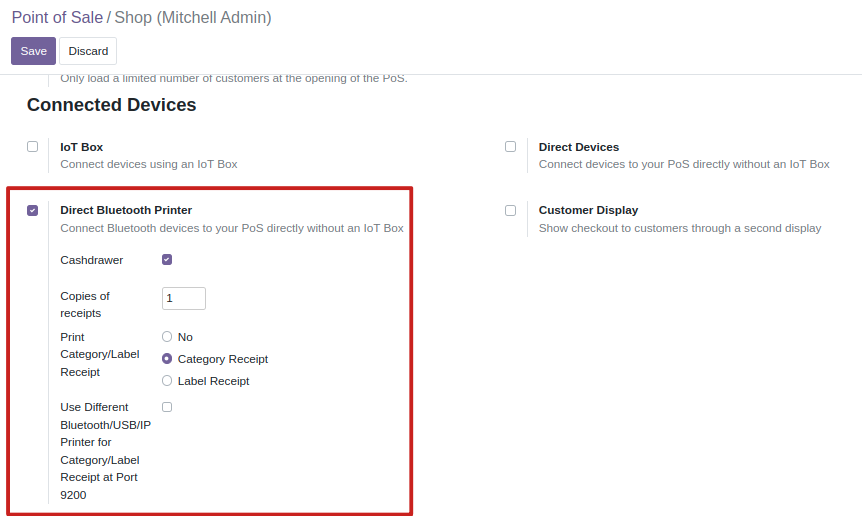 Point of Sale / Shop (Mitchell Admin)
Save Discard
Only load a limited number of customers at the opening of the PoS.
Connected Devices
IoT Box
Connect devices using an IoT Box
Direct Devices
Connect devices to your PoS directly without an IoT Box
Direct Bluetooth Printer
Connect Bluetooth devices to your PoS directly without an IoT Box
Customer Display
Show checkout to customers through a second display
Cashdrawer
Copies of
receipts
1
Print
Category/Label
Receipt
No
Category Receipt
Label Receipt
Use Different
Bluetooth/USB/IP
Printer for
Category/Label
Receipt at Port
9200